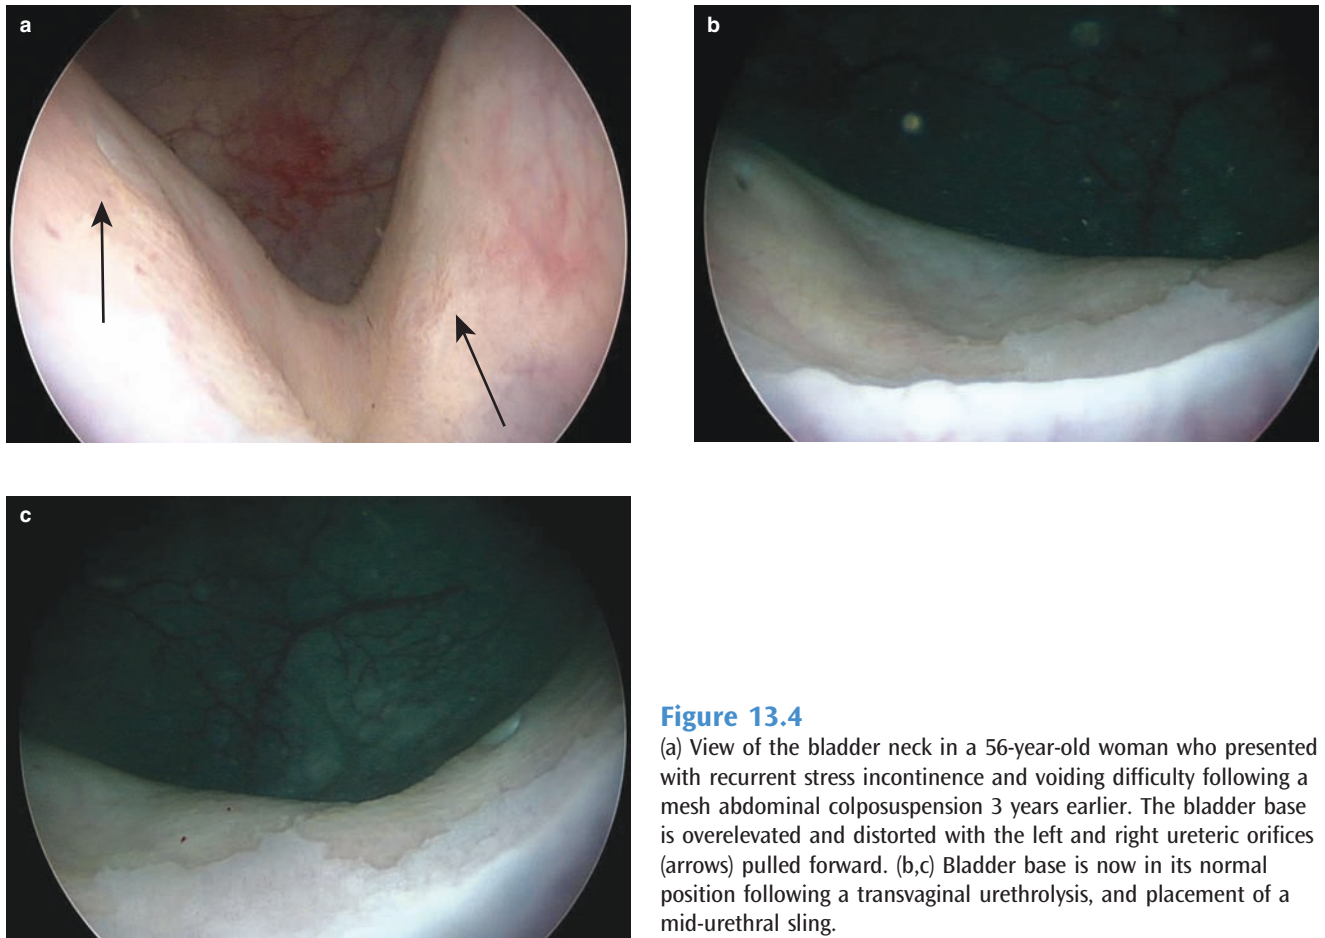 a
b
c
Figure 13.4
(a) View of the bladder neck in a 56-year-old woman who presented
with recurrent stress incontinence and voiding difficulty following a
mesh abdominal colposuspension 3 years earlier. The bladder base
is overelevated and distorted with the left and right ureteric orifices
(arrows) pulled forward. (b,c) Bladder base is now in its normal
position following a transvaginal urethrolysis, and placement of a
mid-urethral sling.